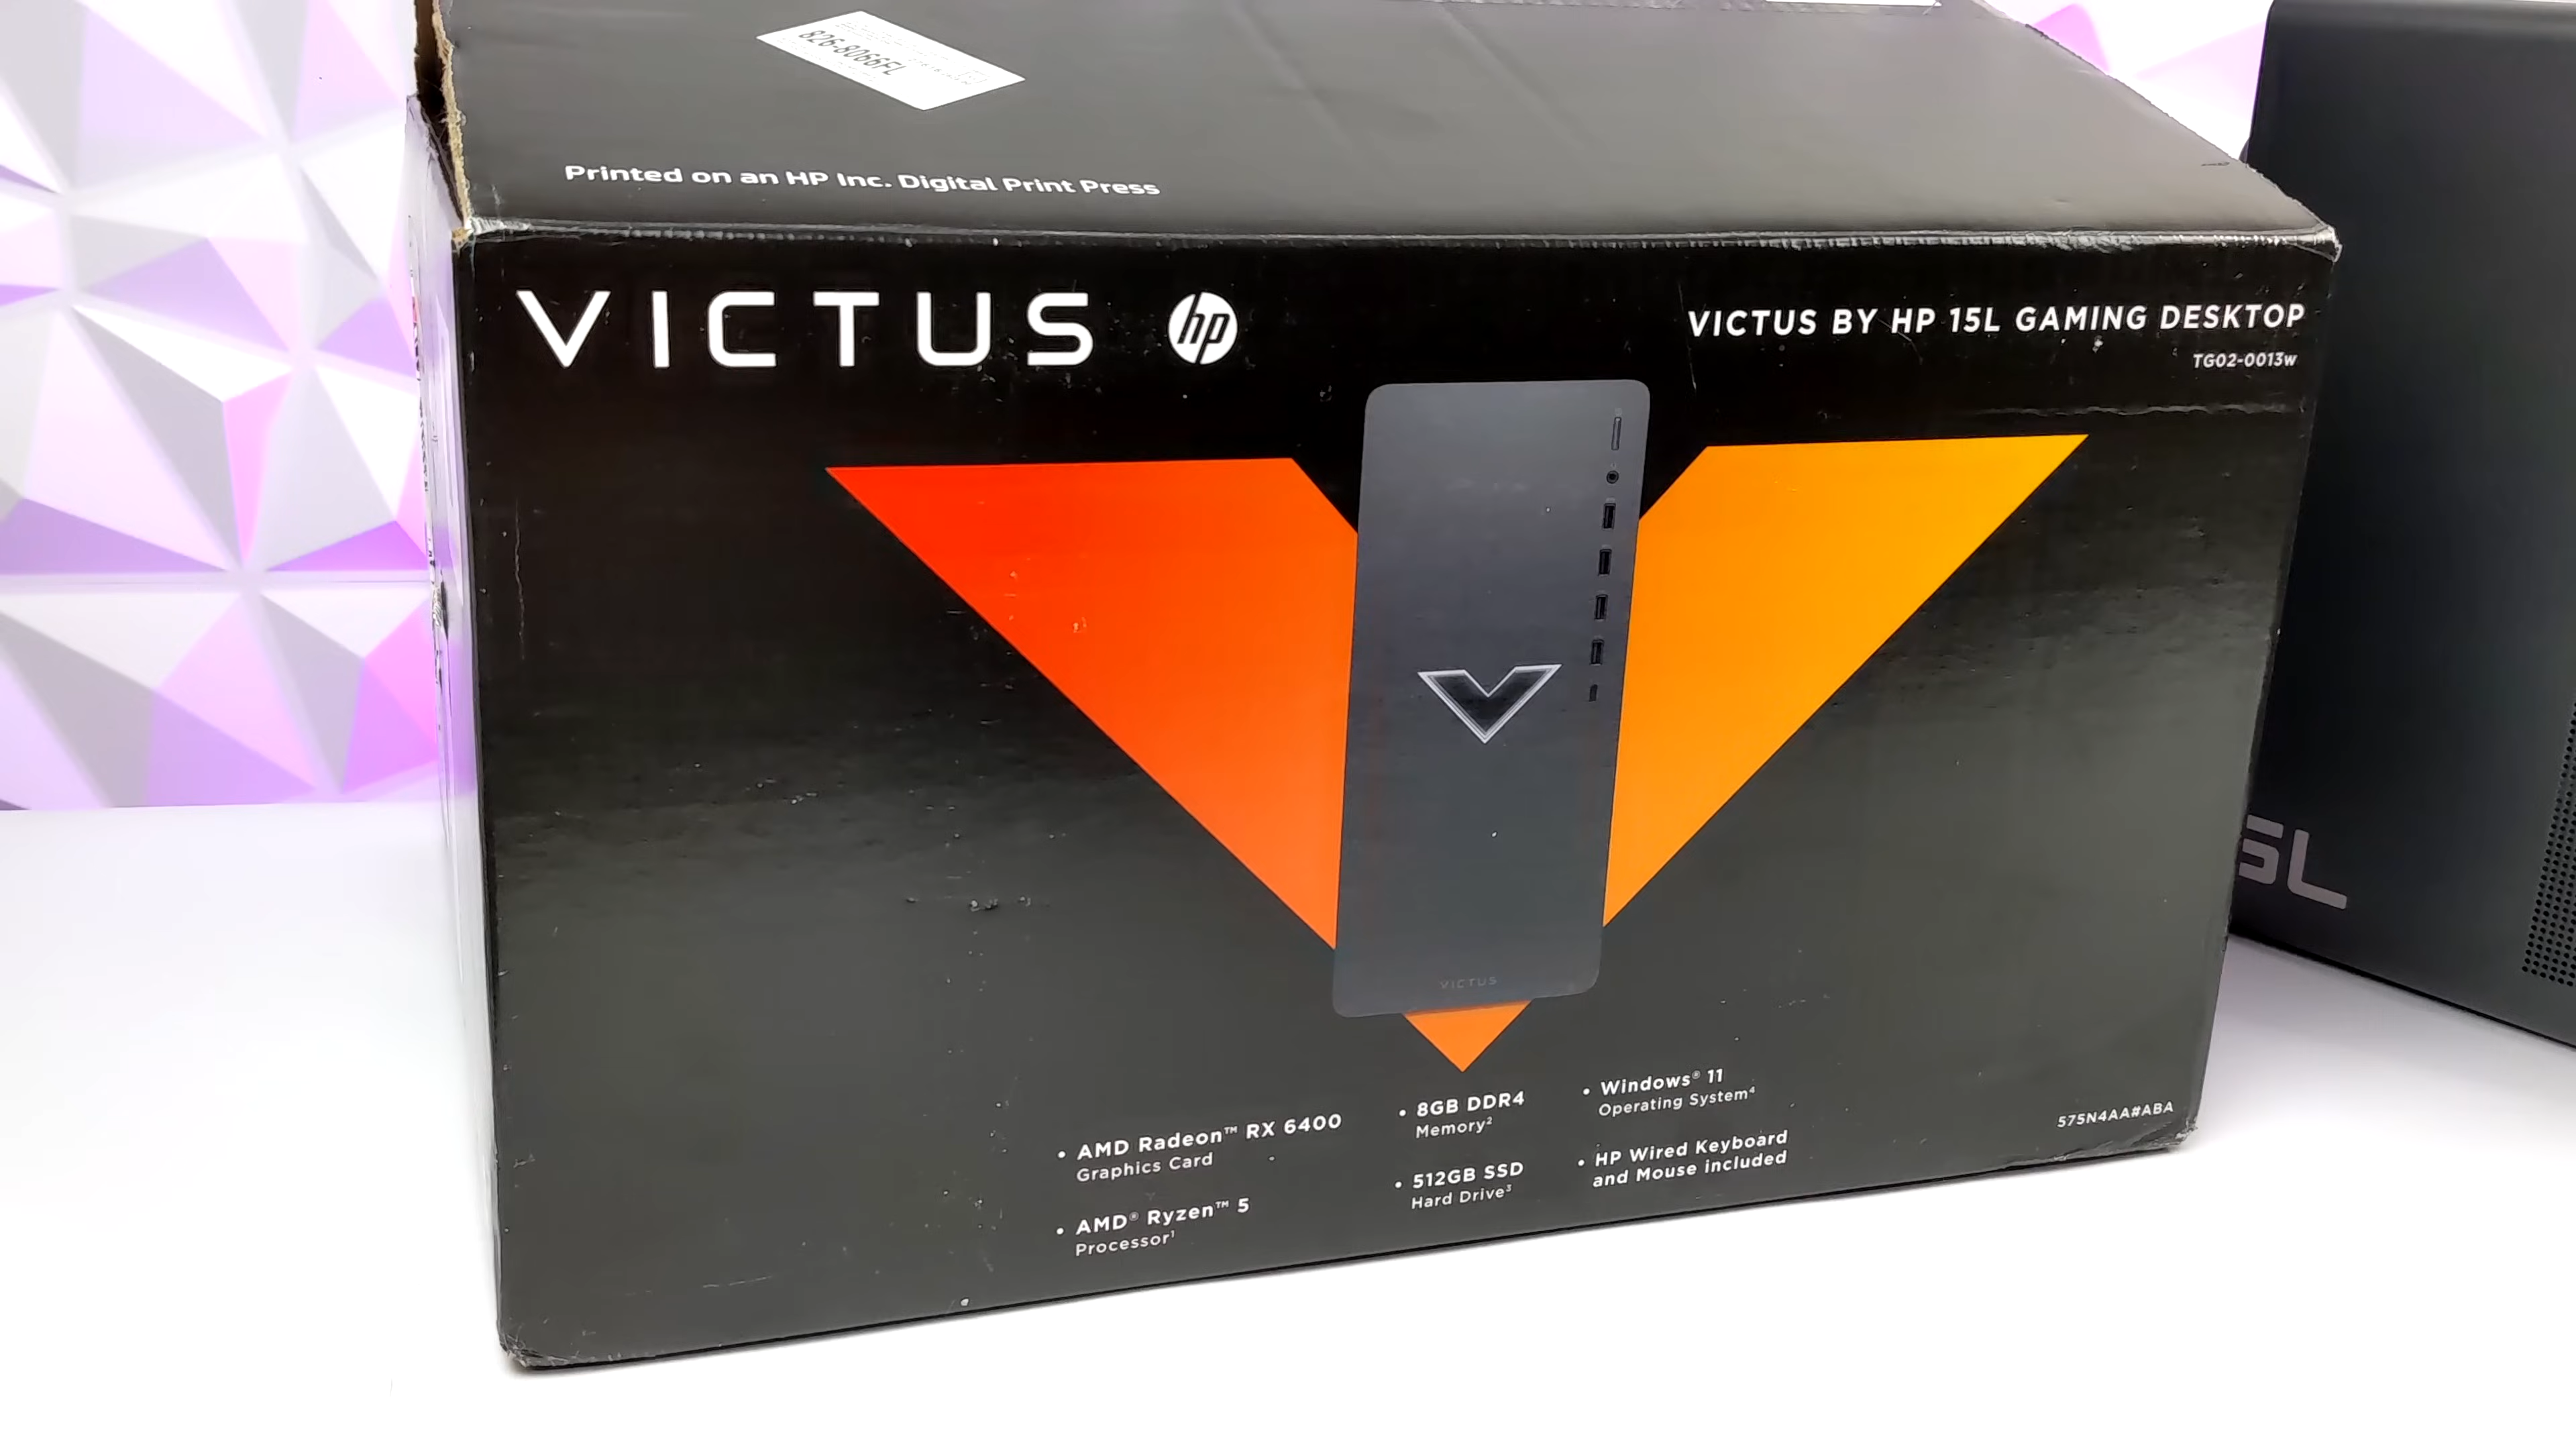 826-8066FL
Printed on an HP Inc. Digital Print Press
VICTUS hp
VICTUS BY HP 15L GAMING DESKTOP
TG02-0013w
VICTUS
• AMD Radeon™ RX 6400
Graphics Card
• AMD® Ryzen™ 5
Processor¹
• 8GB DDR4
Memory²
• 512GB SSD
Hard Drive³
• Windows® 11
Operating System⁴
• HP Wired Keyboard
and Mouse included
575N4AA#ABA
5L